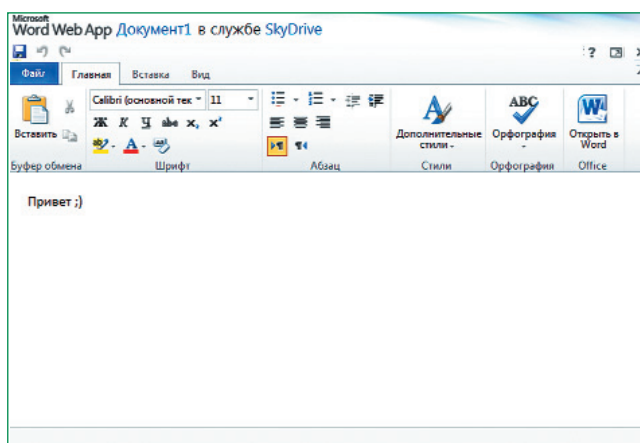 Microsoft
Word Web App Документ1 в службе SkyDrive
?
Файл Главная Вставка Вид
Calibri (основной тек 11
Вставить
Ж К Ч abc x, x'
ABC
Дополнительные стили Орфография Открыть в Word
Буфер обмена Шрифт Абзац Стили Орфография Office
Привет ;)